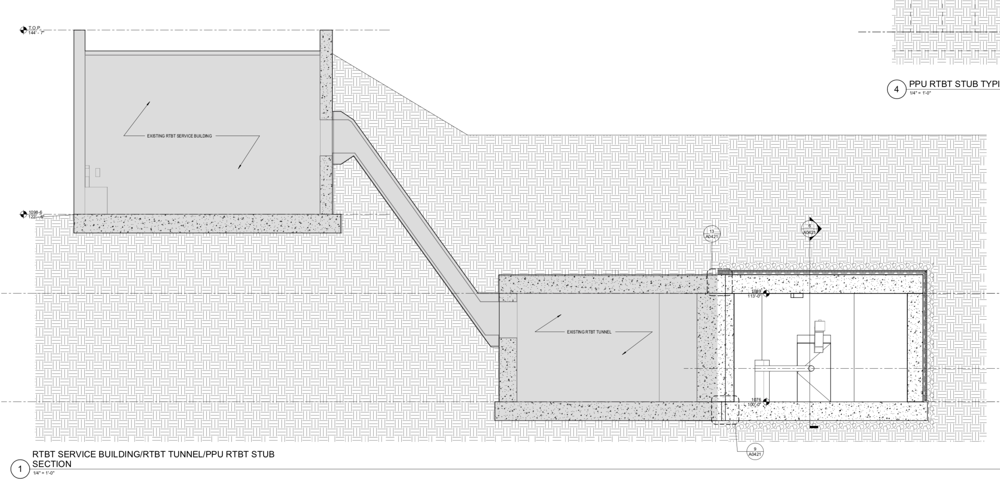 T.O.P.
144' - 7"
4
PPU RTBT STUB TYPI
1/4" = 1'-0"
EXISTING RTBT SERVICE BUILDING
1098-6
122' - 6"
13
A0421
6
A0421
1089
113'-0"
EXISTING RTBT TUNNEL
1076
100'-0"
9
A0421
1
RTBT SERVICE BUILDING/RTBT TUNNEL/PPU RTBT STUB
SECTION
1/4" = 1'-0"